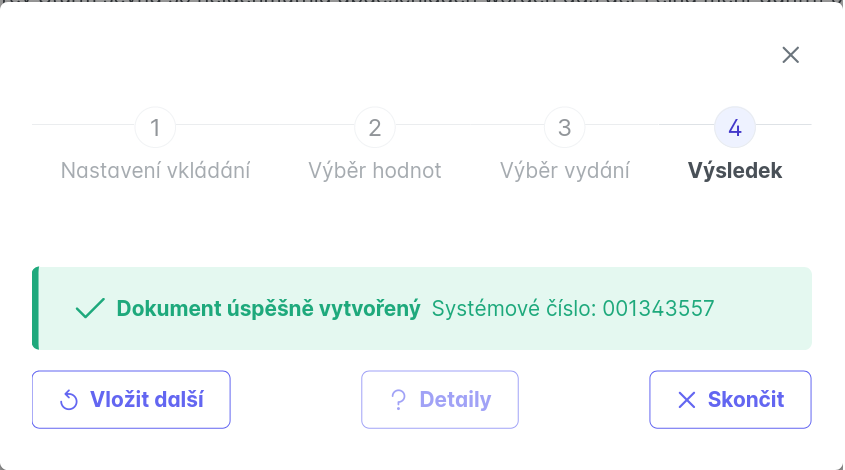 1
2
3
4
Nastavení vkládání
Výběr hodnot
Výběr vydání
Výsledek
Dokument úspěšně vytvořený Systémové číslo: 001343557
Vložit další
? Detaily
Skončit